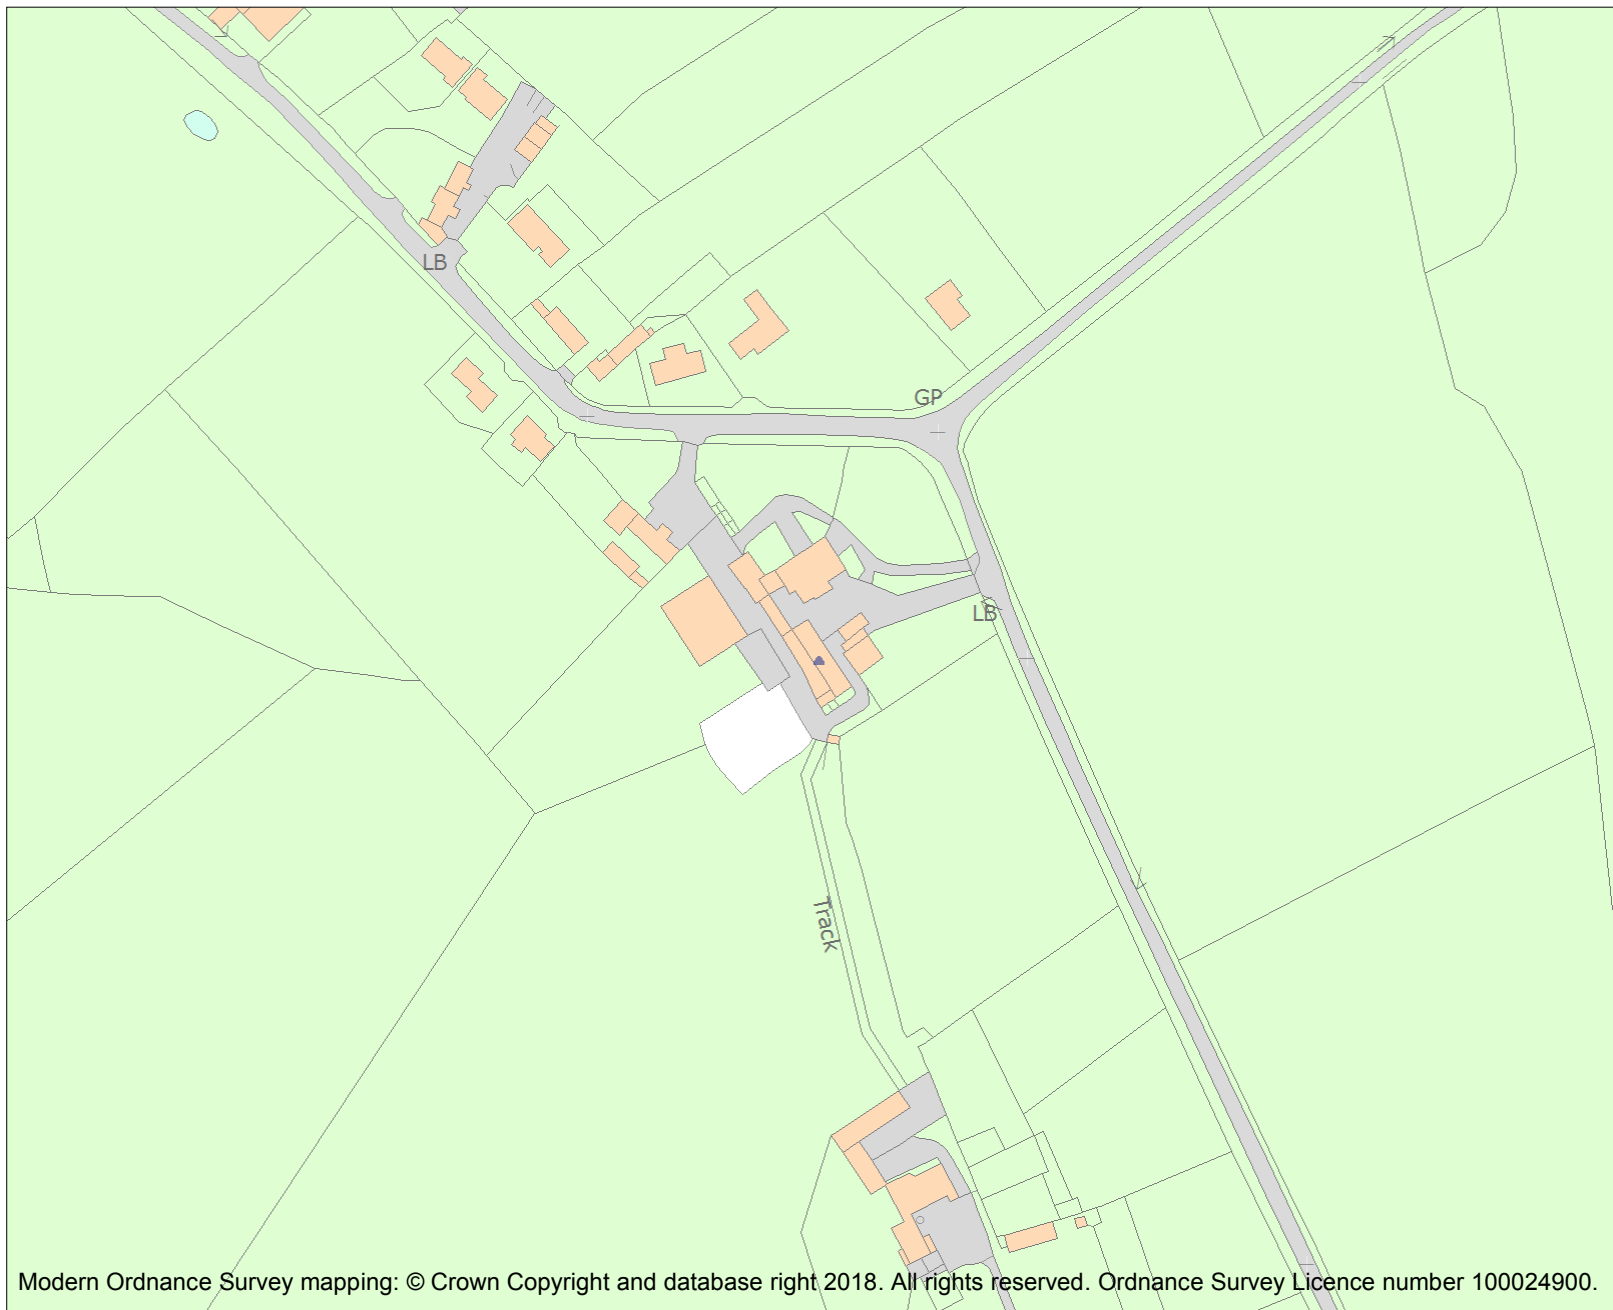 LB
GP
LB
Track
Modern Ordnance Survey mapping: © Crown Copyright and database right 2018. All rights reserved. Ordnance Survey Licence number 100024900.